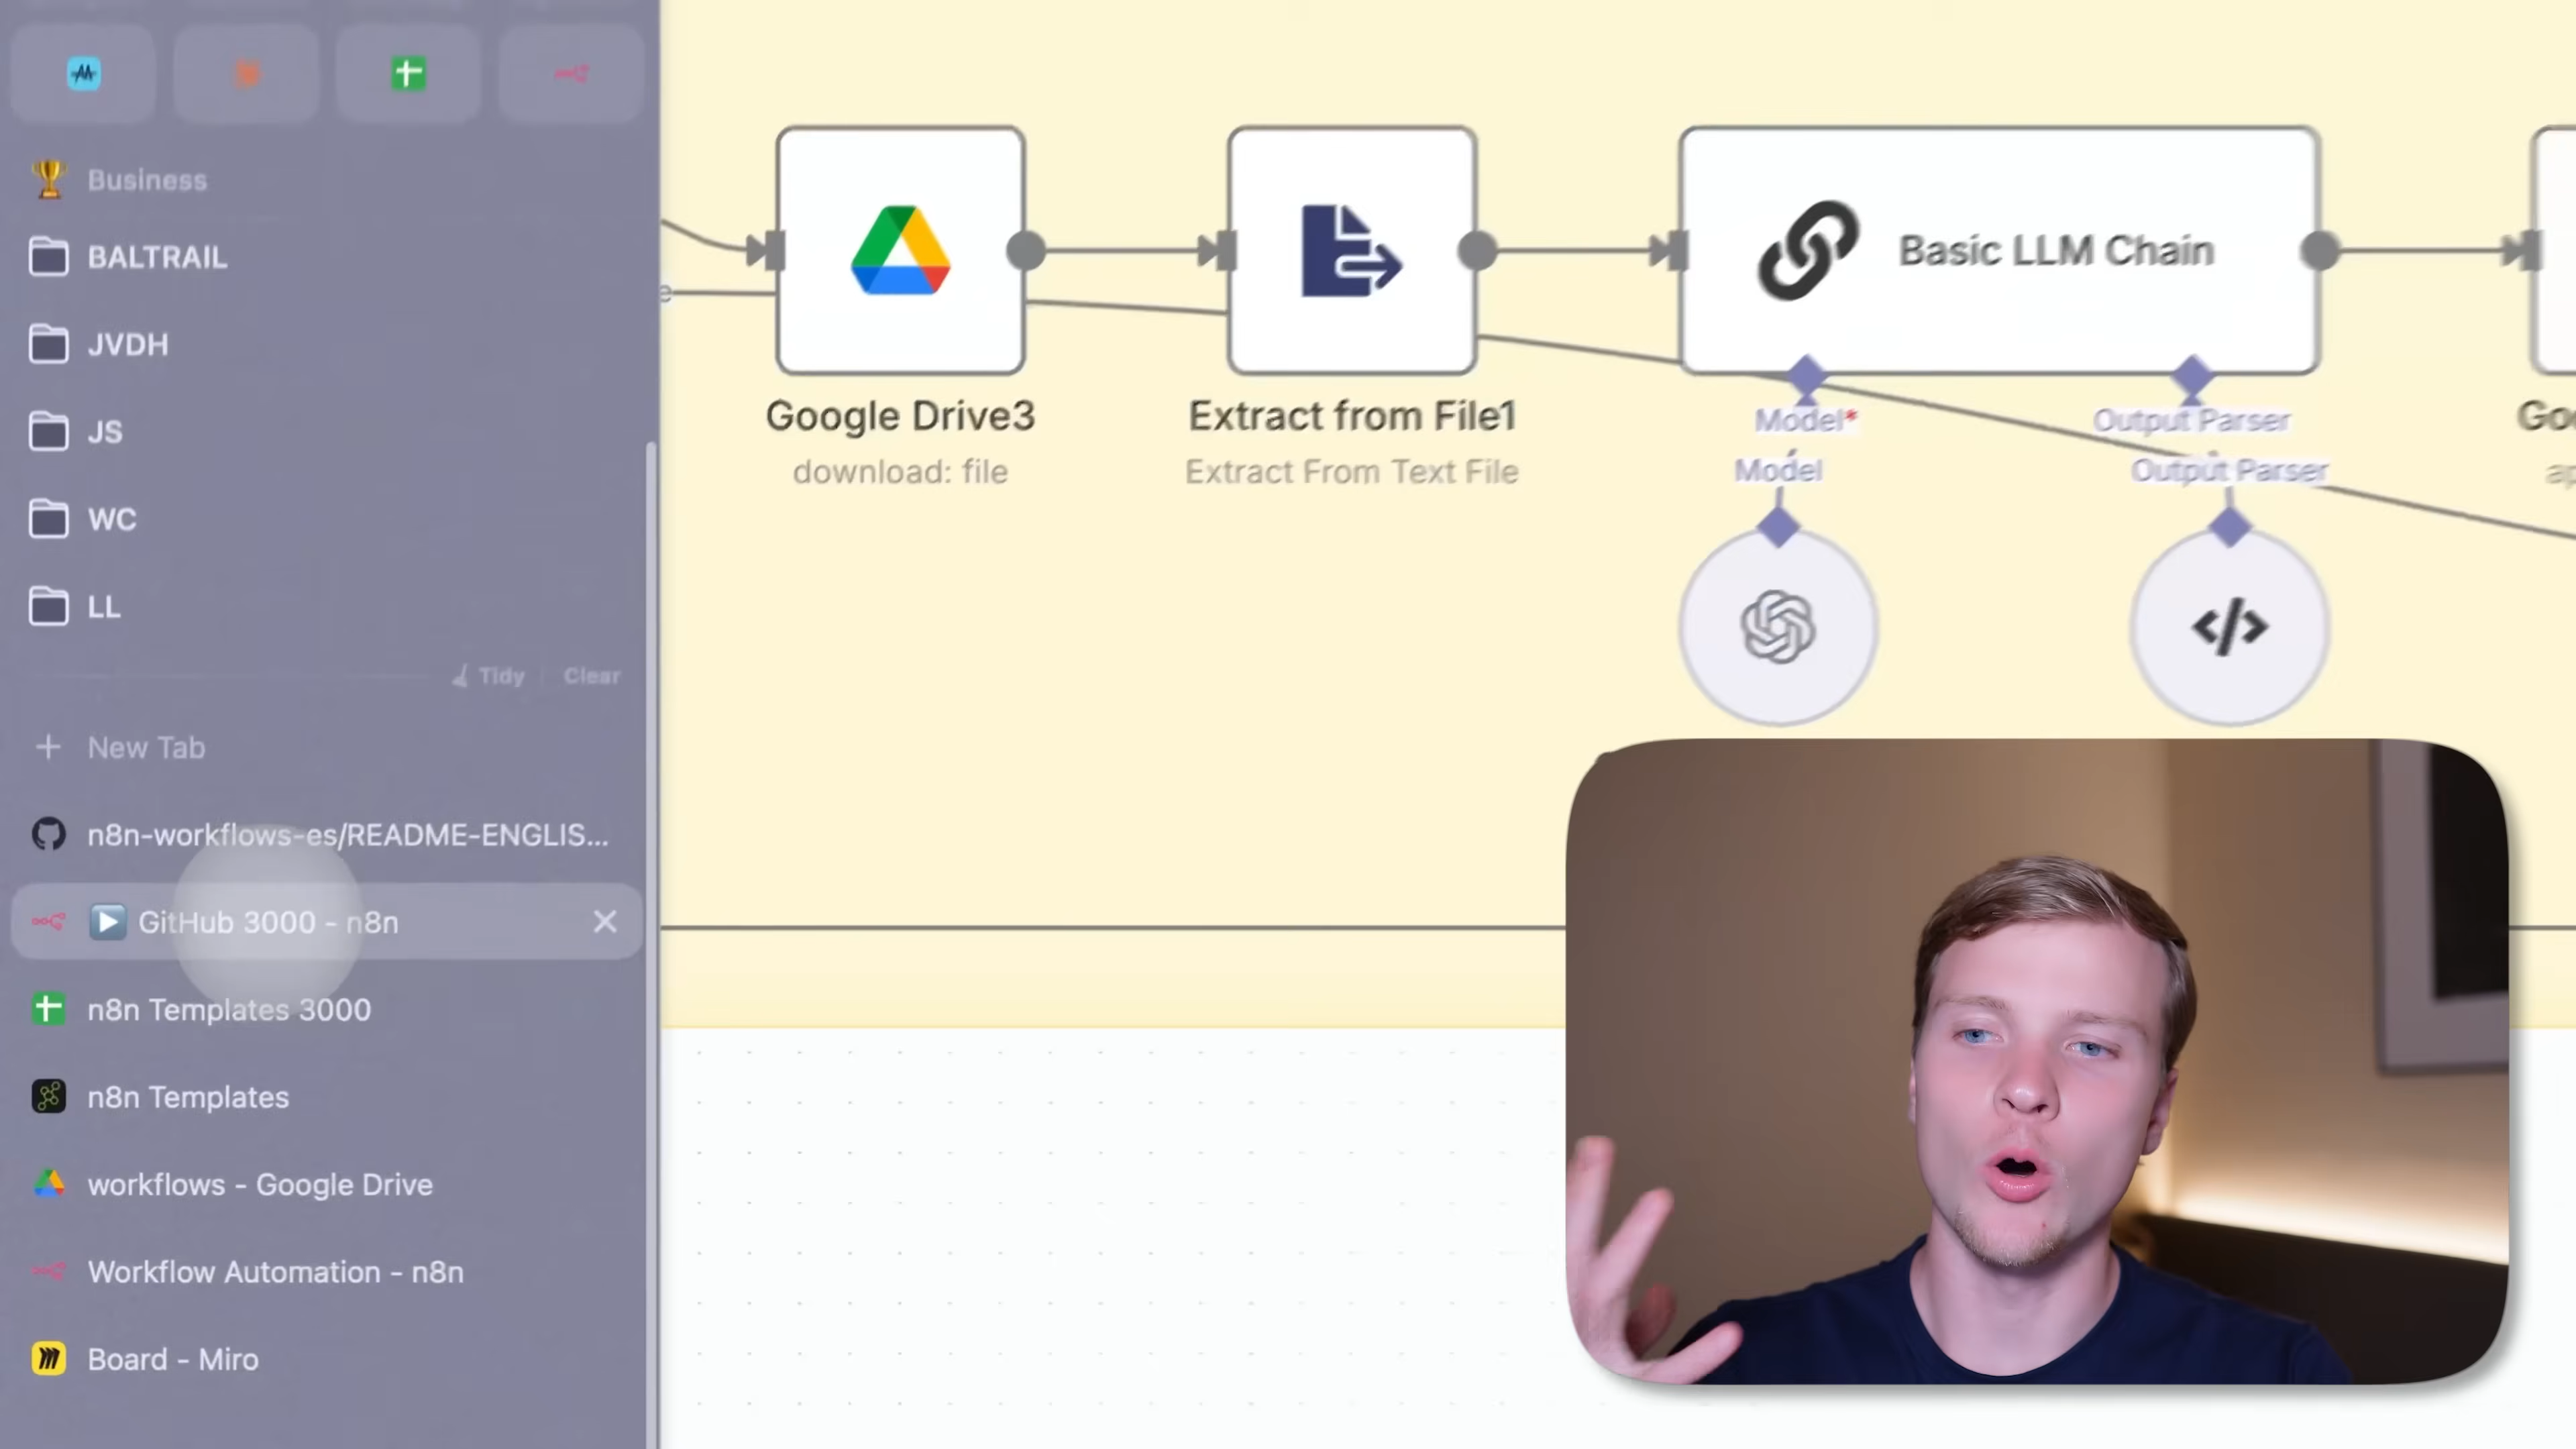 Business
BALTRAIL
JVDH
JS
WC
LL
Tidy
Clear
New Tab
n8n-workflows-es/README-ENGLIS...
GitHub 3000 - n8n
n8n Templates 3000
n8n Templates
workflows - Google Drive
Workflow Automation - n8n
Board - Miro
e
Google Drive3
download: file
Extract from File1
Extract From Text File
Basic LLM Chain
Model*
Model
Output Parser
Output Parser